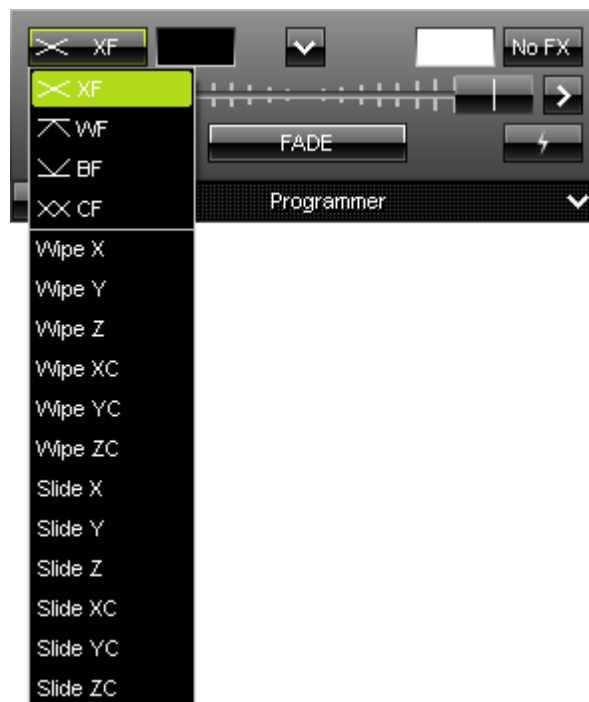 XF No FX
XF
WF
FADE
BF
CF
Programmer
Wipe X
Wipe Y
Wipe Z
Wipe XC
Wipe YC
Wipe ZC
Slide X
Slide Y
Slide Z
Slide XC
Slide YC
Slide ZC